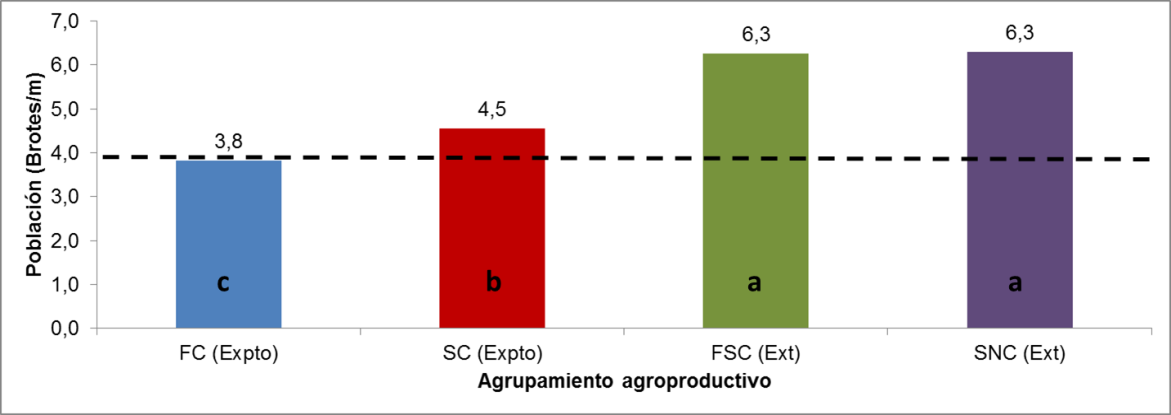 7,0
6,0
5,0
4,0
3,0
2,0
1,0
0,0
Población (Brotes/m)
3,8
4,5
6,3
6,3
c
b
a
a
FC (Expto)
SC (Expto)
FSC (Ext)
SNC (Ext)
Agrupamiento agroproductivo